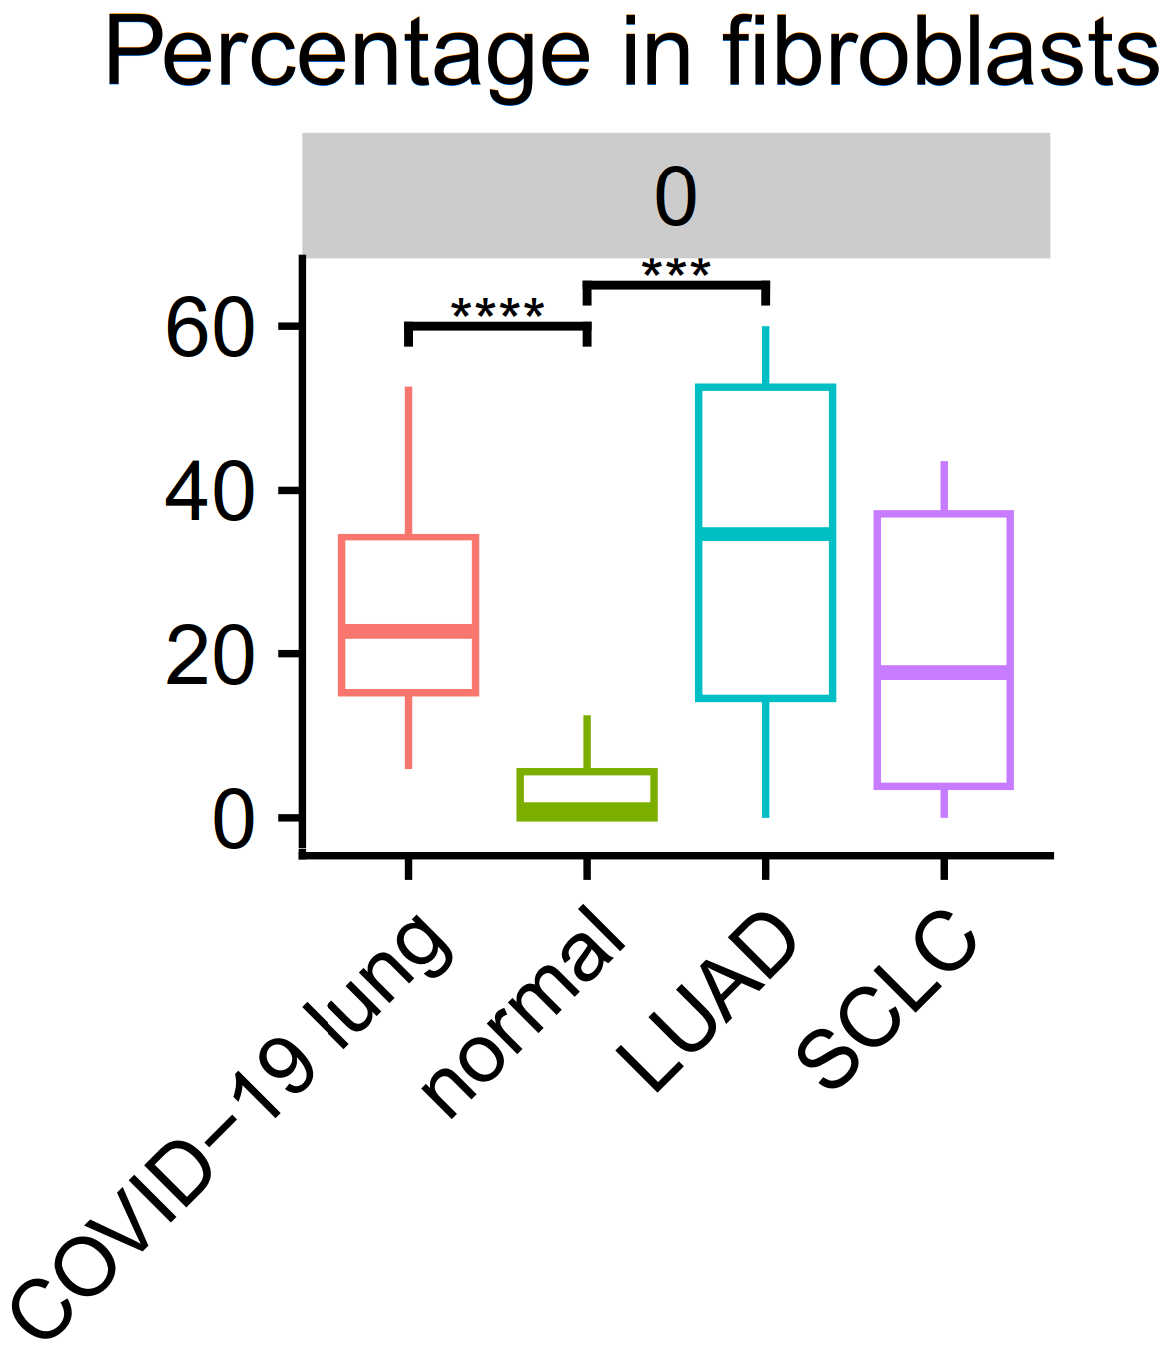 Percentage in fibroblasts
0
***
****
60
40
20
0
COVID−19 lung
normal
LUAD
SCLC